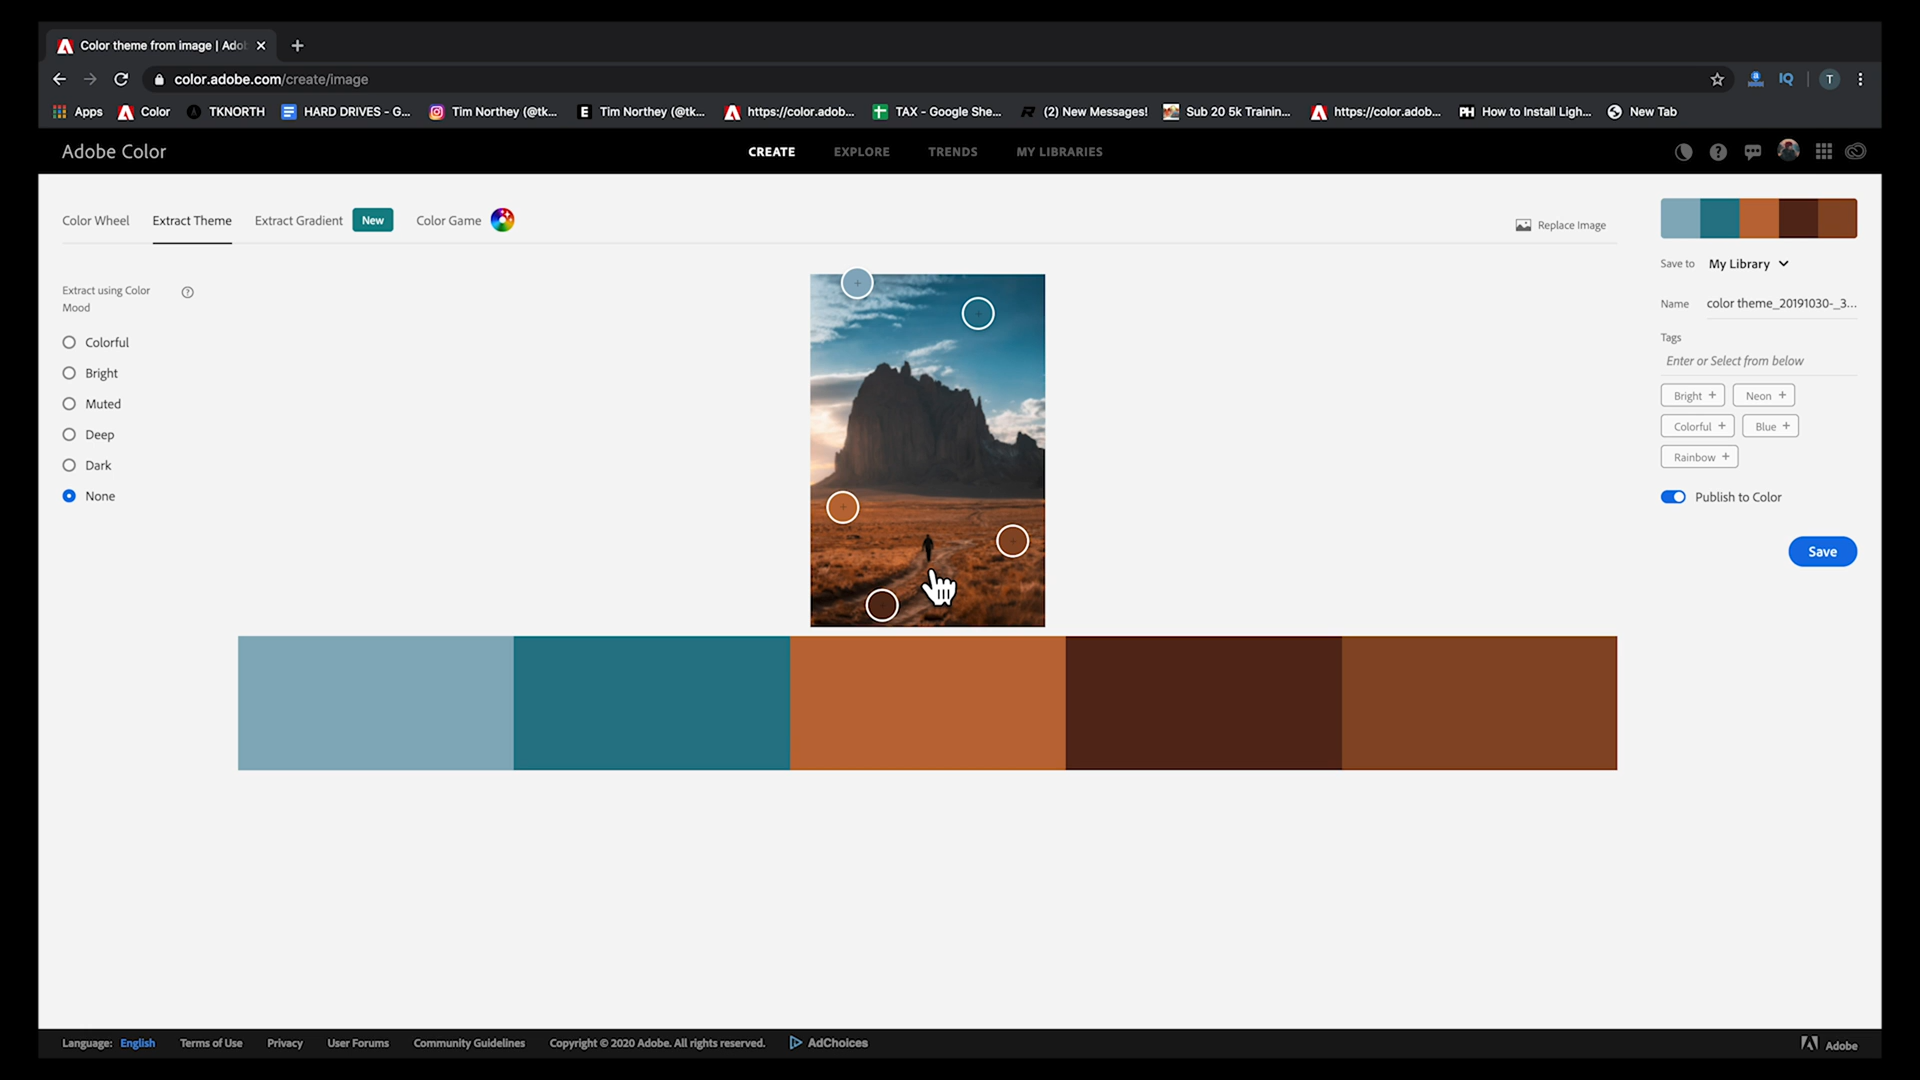 Color theme from image | Ado
color.adobe.com/create/image
T
Apps Color TKNORTH HARD DRIVES - G... Tim Northey (@tk... E Tim Northey (@tk... https://color.adob... TAX - Google She... (2) New Messages! Sub 20 5k Trainin... https://color.adob... PH How to Install Ligh... New Tab
Adobe Color CREATE EXPLORE TRENDS MY LIBRARIES
Color Wheel Extract Theme Extract Gradient New Color Game
Replace Image
Extract using Color
Mood
Colorful
Bright
Muted
Deep
Dark
None
Save to My Library
Name color theme_20191030-_3...
Tags
Enter or Select from below
Bright + Neon +
Colorful + Blue +
Rainbow +
Publish to Color
Save
Language: English Terms of Use Privacy User Forums Community Guidelines Copyright © 2020 Adobe. All rights reserved. AdChoices Adobe